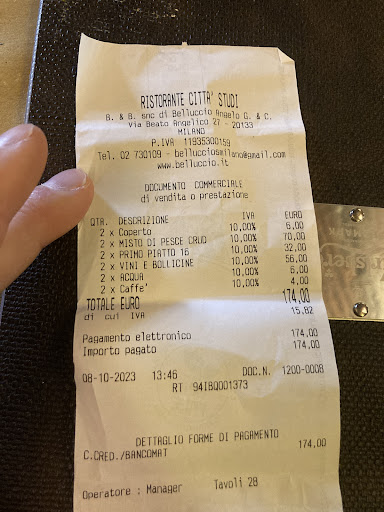 RISTORANTE CITTA' STUDI
B. & B. snc di Belluccio Angelo G. & C.
Via Beato Angelico 27 - 20133
MILANO
P.IVA 11935300159
Tel. 02 730109 - bellucciosmilano@gmail.com
www.belluccio.it
DOCUMENTO COMMERCIALE
di vendita o prestazione
QTA. DESCRIZIONE IVA EURO
2 x Coperto 10,00% 6,00
2 x MISTO DI PESCE CRUD 10,00% 70,00
2 x PRIMO PIATTO 16 10,00% 32,00
2 x VINI E BOLLICINE 10,00% 56,00
2 x ACQUA 10,00% 6,00
2 x Caffe' 10,00% 4,00
TOTALE EURO 174,00
di cui IVA 15,82
Pagamento elettronico 174,00
Importo pagato 174,00
08-10-2023 13:46 DOC.N. 1200-0008
RT 94IBQ001373
DETTAGLIO FORME DI PAGAMENTO
C.CRED./BANCOMAT 174,00
Operatore : Manager Tavoli 28